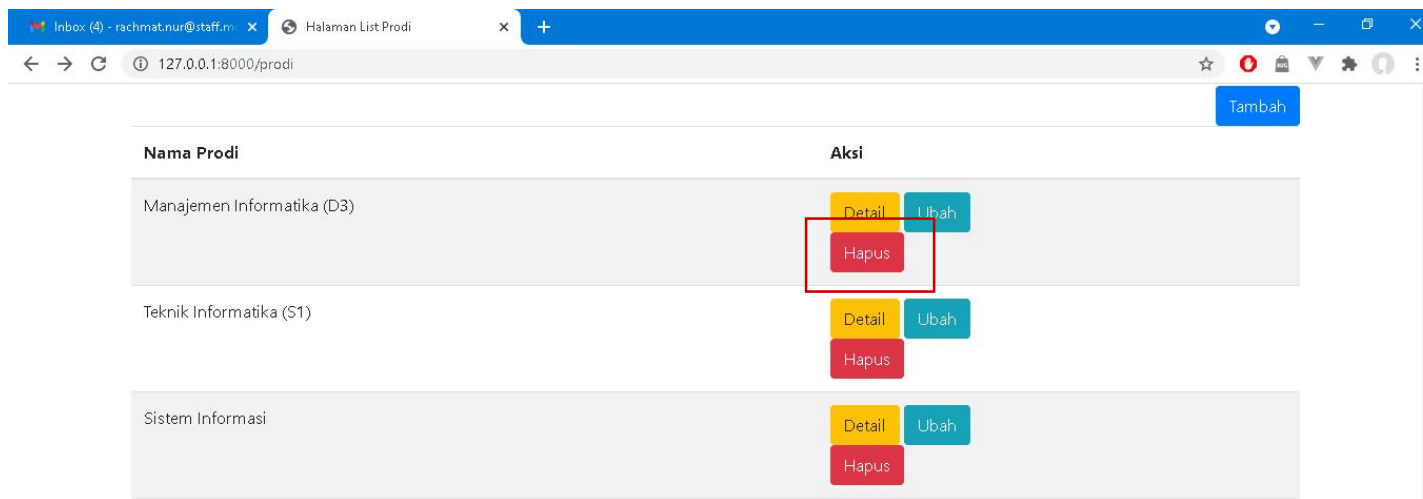 Inbox (4) - rachmat.nur@staff.m
Halaman List Prodi
127.0.0.1:8000/prodi
Tambah
Nama Prodi Aksi
Manajemen Informatika (D3) Detail Ubah
Hapus
Teknik Informatika (S1) Detail Ubah
Hapus
Sistem Informasi Detail Ubah
Hapus